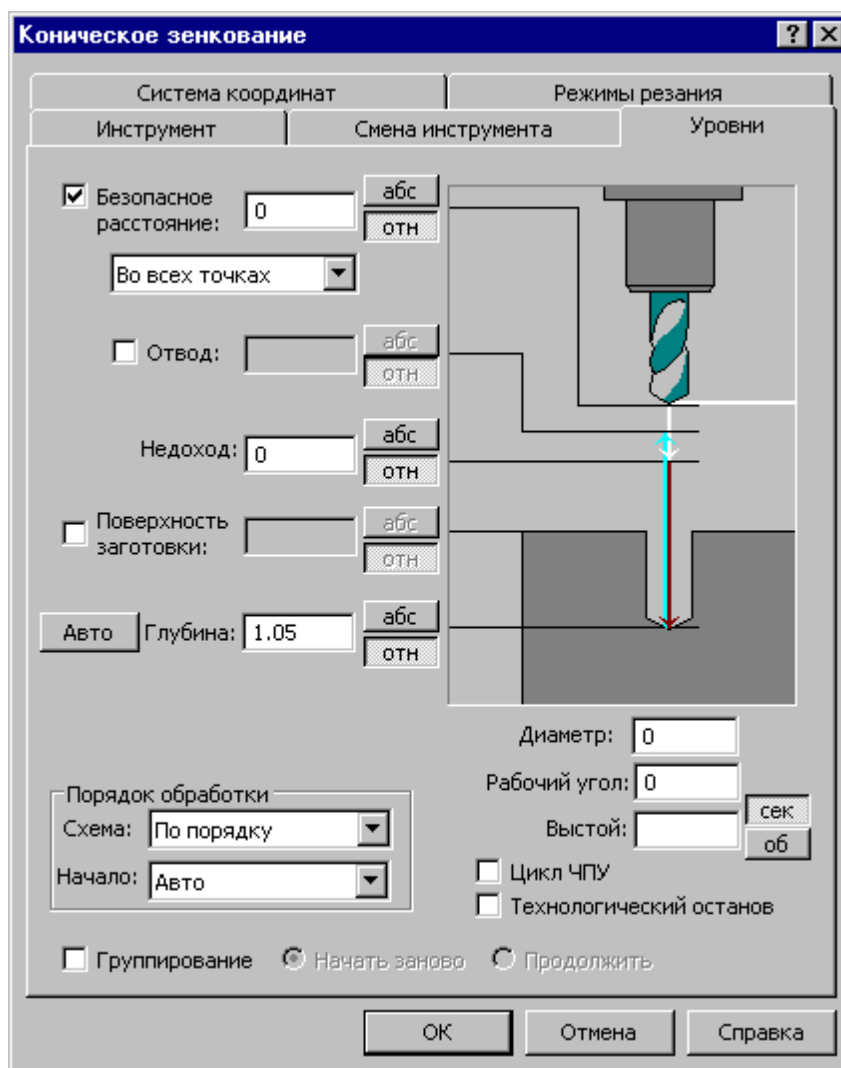 Коническое зенкование
Система координат
Режимы резания
Инструмент
Смена инструмента
Уровни
Безопасное
расстояние:
0
абс
отн
Во всех точках
Отвод:
абс
отн
Недоход:
0
абс
отн
Поверхность
заготовки:
абс
отн
Авто
Глубина:
1.05
абс
отн
Диаметр:
0
Рабочий угол:
0
Выстой:
сек
об
Порядок обработки
Схема:
По порядку
Начало:
Авто
Цикл ЧПУ
Технологический останов
Группирование
Начать заново
Продолжить
ОК
Отмена
Справка